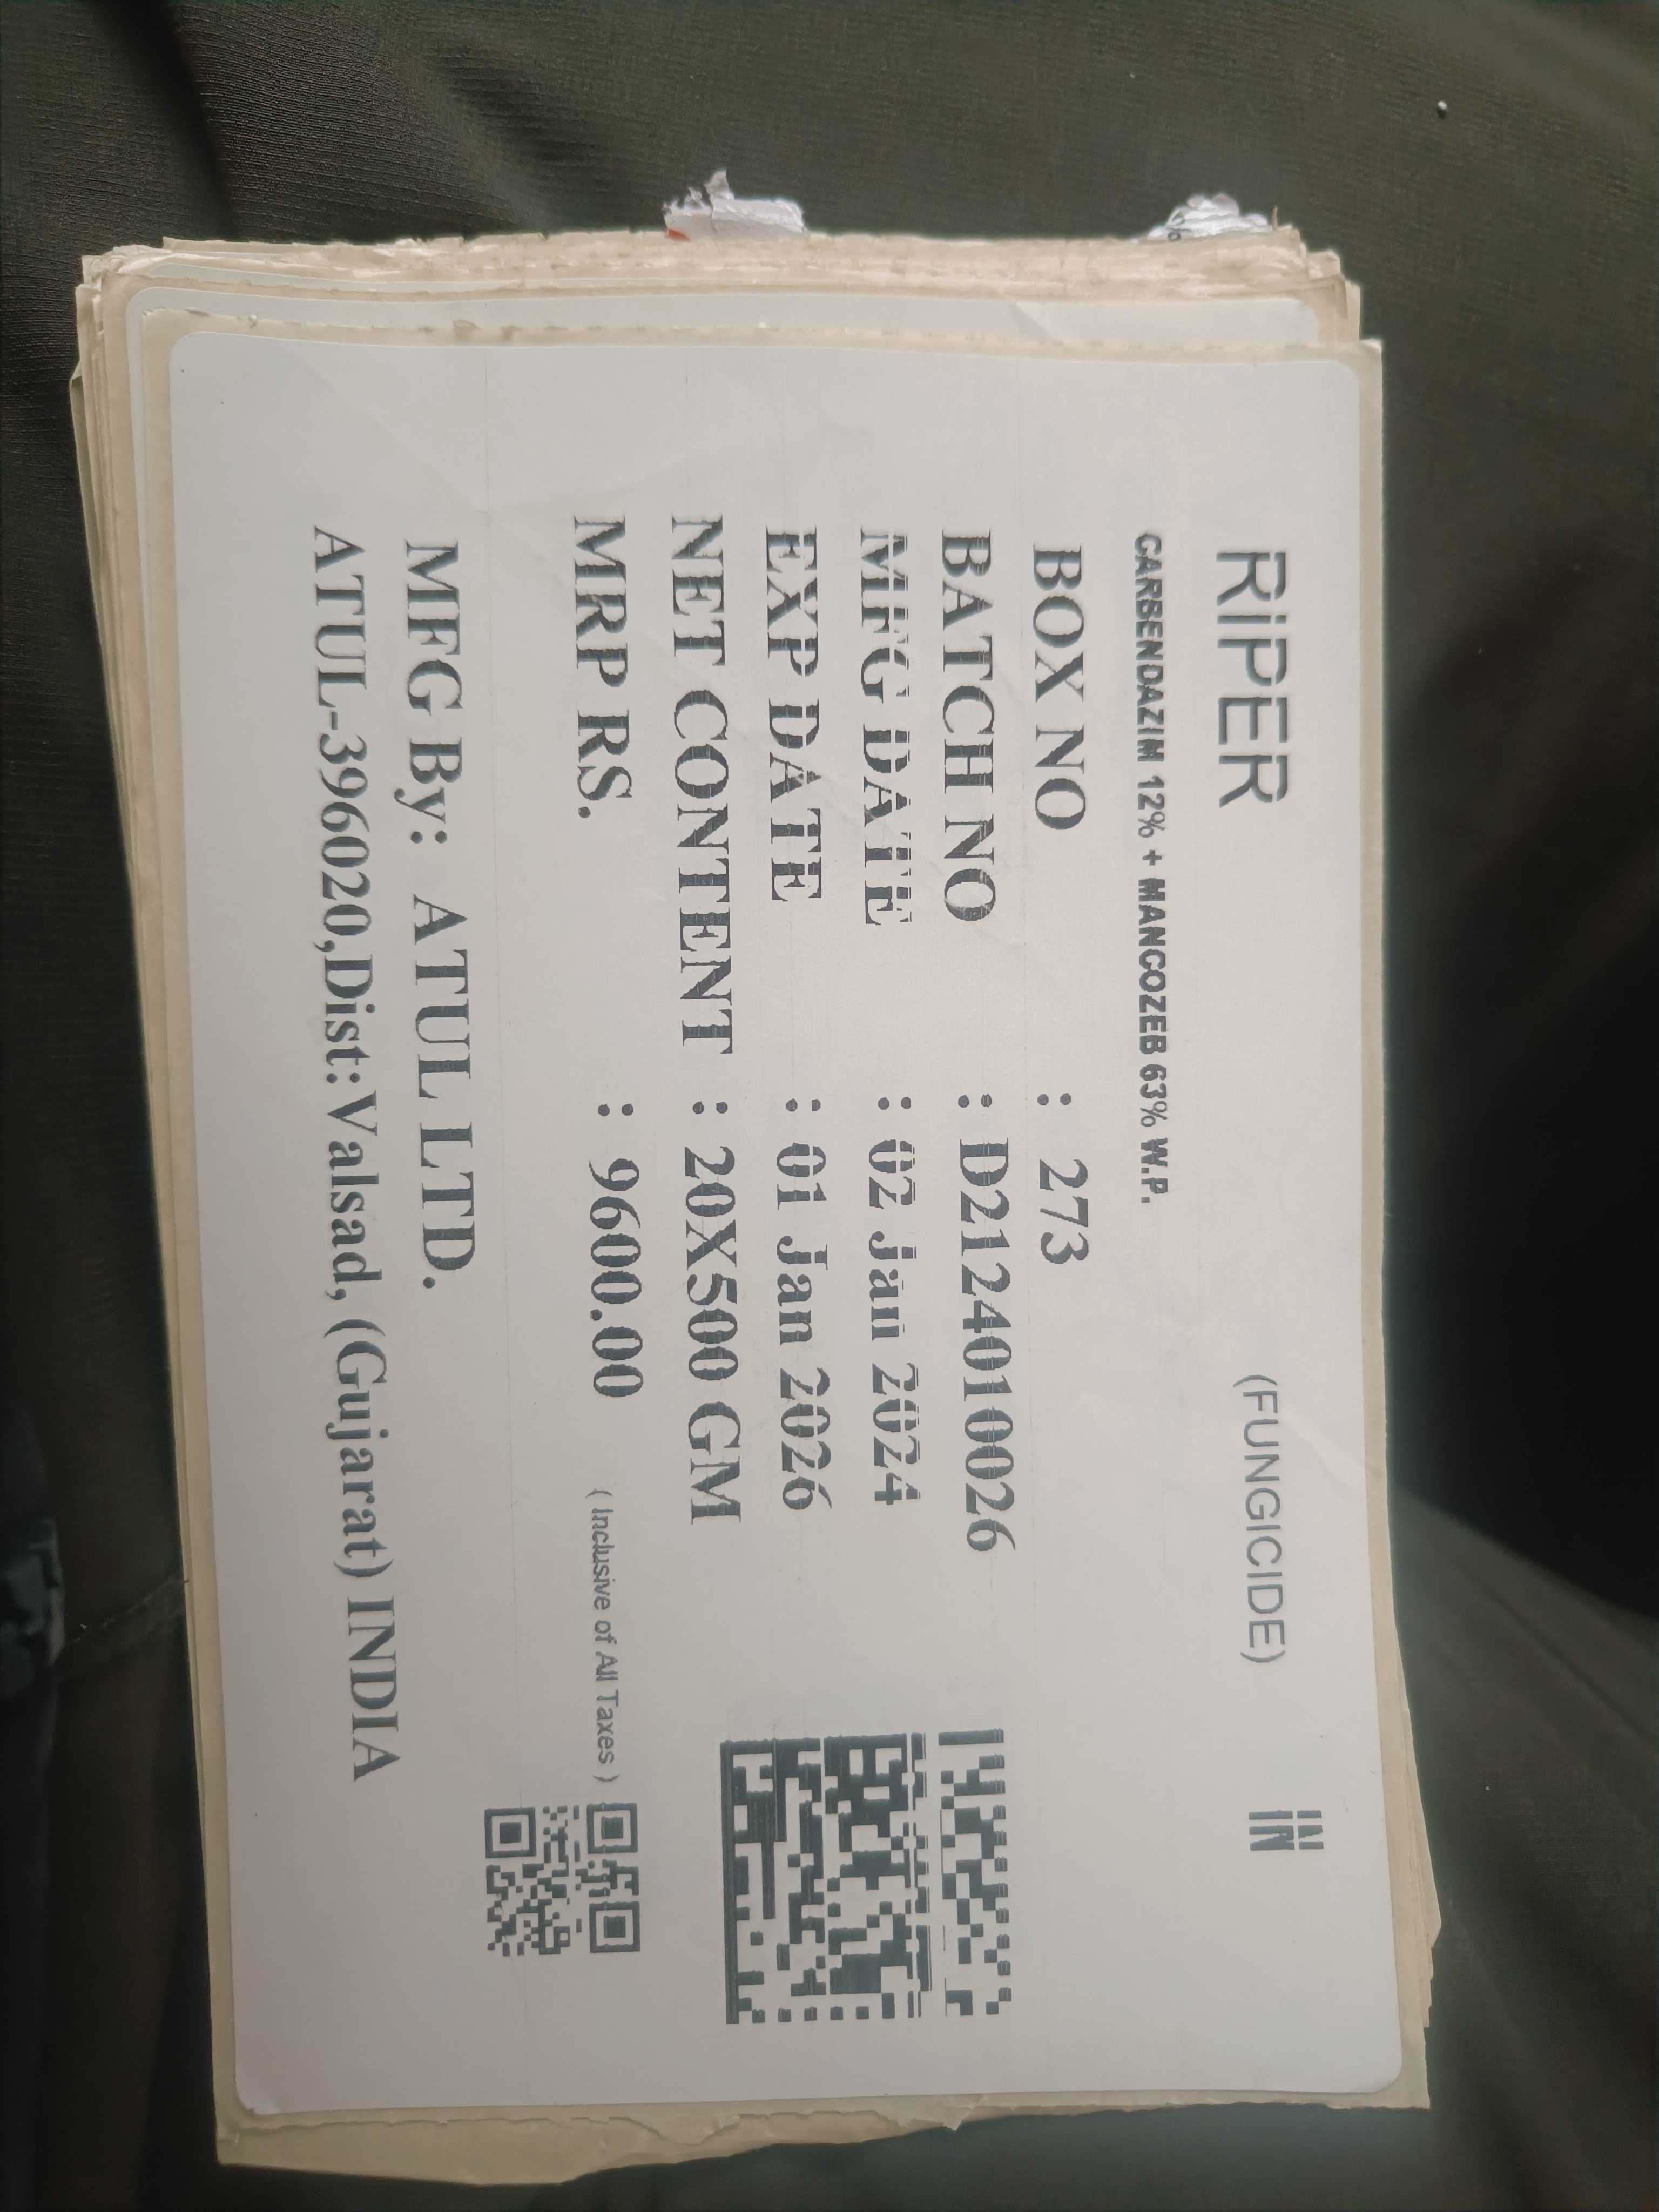 RiPER (FUNGICIDE) IN
CARBENDAZIM 12% + MANCOZEB 63% W.P.
BOX NO : 273
BATCH NO : D2124010026
MFG DATE : 02 Jan 2024
EXP DATE : 01 Jan 2026
NET CONTENT : 20X500 GM
MRP RS. : 9600.00 ( Inclusive of All Taxes )
MFG By: ATUL LTD.
ATUL-396020,Dist:Valsad, (Gujarat) INDIA